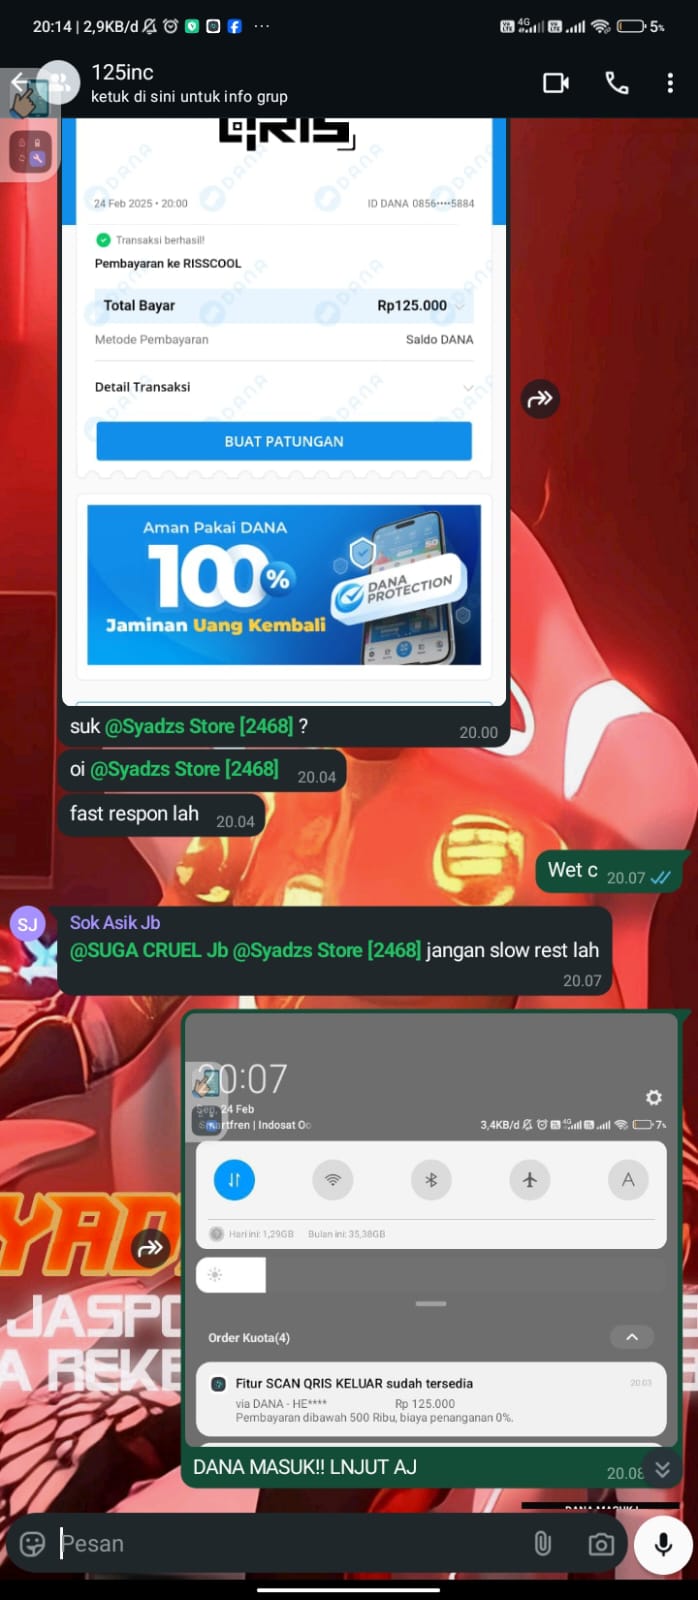 20:14 | 2,9KB/d
4G
5%
125inc
ketuk di sini untuk info grup
QRIS
24 Feb 2025 • 20:00
ID DANA 0856••••5884
Transaksi berhasil!
Pembayaran ke RISSCOOL
Total Bayar
Rp125.000
Metode Pembayaran
Saldo DANA
Detail Transaksi
BUAT PATUNGAN
Aman Pakai DANA
100%
Jaminan Uang Kembali
DANA
PROTECTION
suk @Syadzs Store [2468] ?
20.00
oi @Syadzs Store [2468]
20.04
fast respon lah
20.04
Wet c
20.07
SJ
Sok Asik Jb
@SUGA CRUEL Jb @Syadzs Store [2468] jangan slow rest lah
20.07
20:07
Sen, 24 Feb
Smartfren | Indosat Oo
3,4KB/d
4G
7%
Hari ini: 1,29GB
Bulan ini: 35,38GB
Order Kuota(4)
Fitur SCAN QRIS KELUAR sudah tersedia
20:03
via DANA - HE****
Rp 125.000
Pembayaran dibawah 500 Ribu, biaya penanganan 0%.
DANA MASUK!! LNJUT AJ
20.08
Pesan